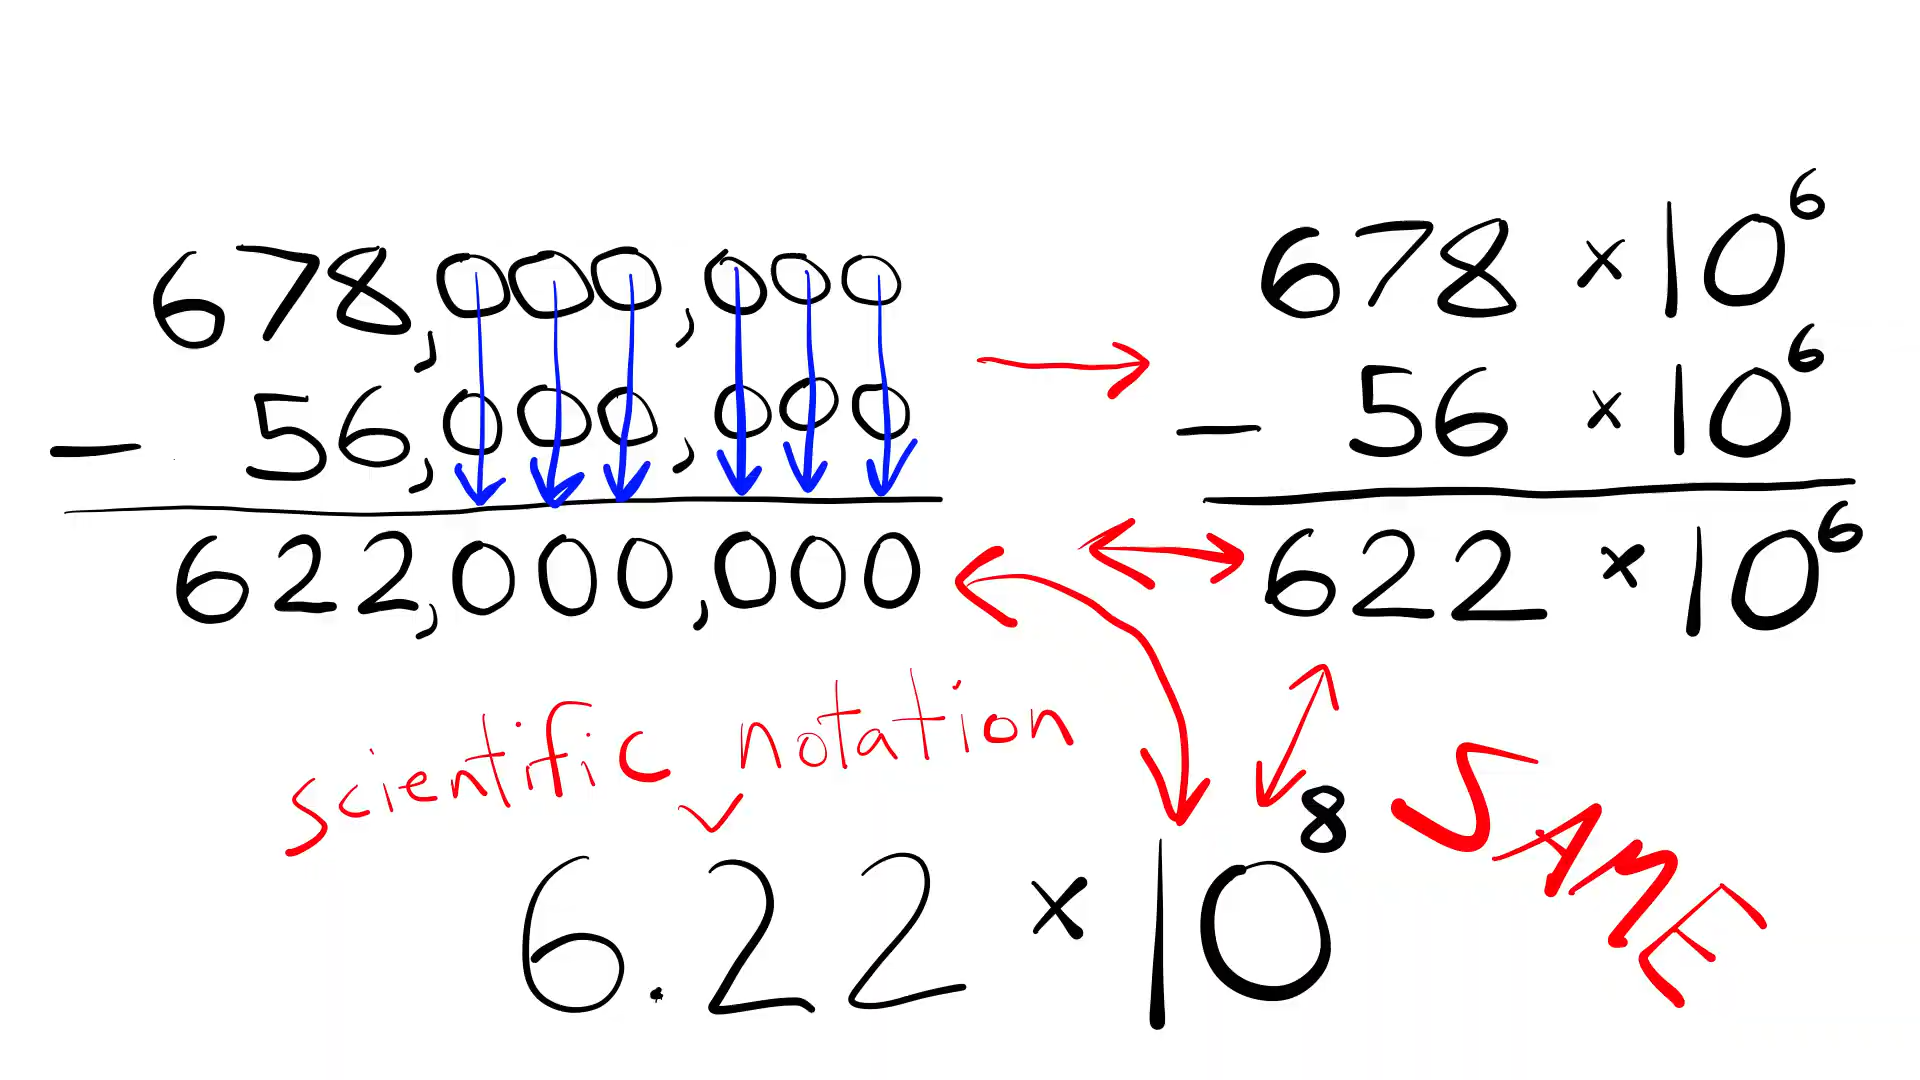 678,000,000
- 56,000,000
622,000,000
678 × 10⁶
- 56 × 10⁶
622 × 10⁶
scientific notation
6.22 × 10⁸
SAME